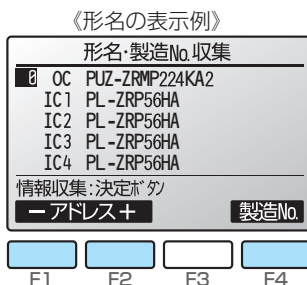 《形名の表示例》
形名･製造No.収集
0 OC PUZ-ZRMP224KA2
IC1 PL-ZRP56HA
IC2 PL-ZRP56HA
IC3 PL-ZRP56HA
IC4 PL-ZRP56HA
情報収集:決定ﾎﾞﾀﾝ
－アドレス＋ 製造No.
F1 F2 F3 F4